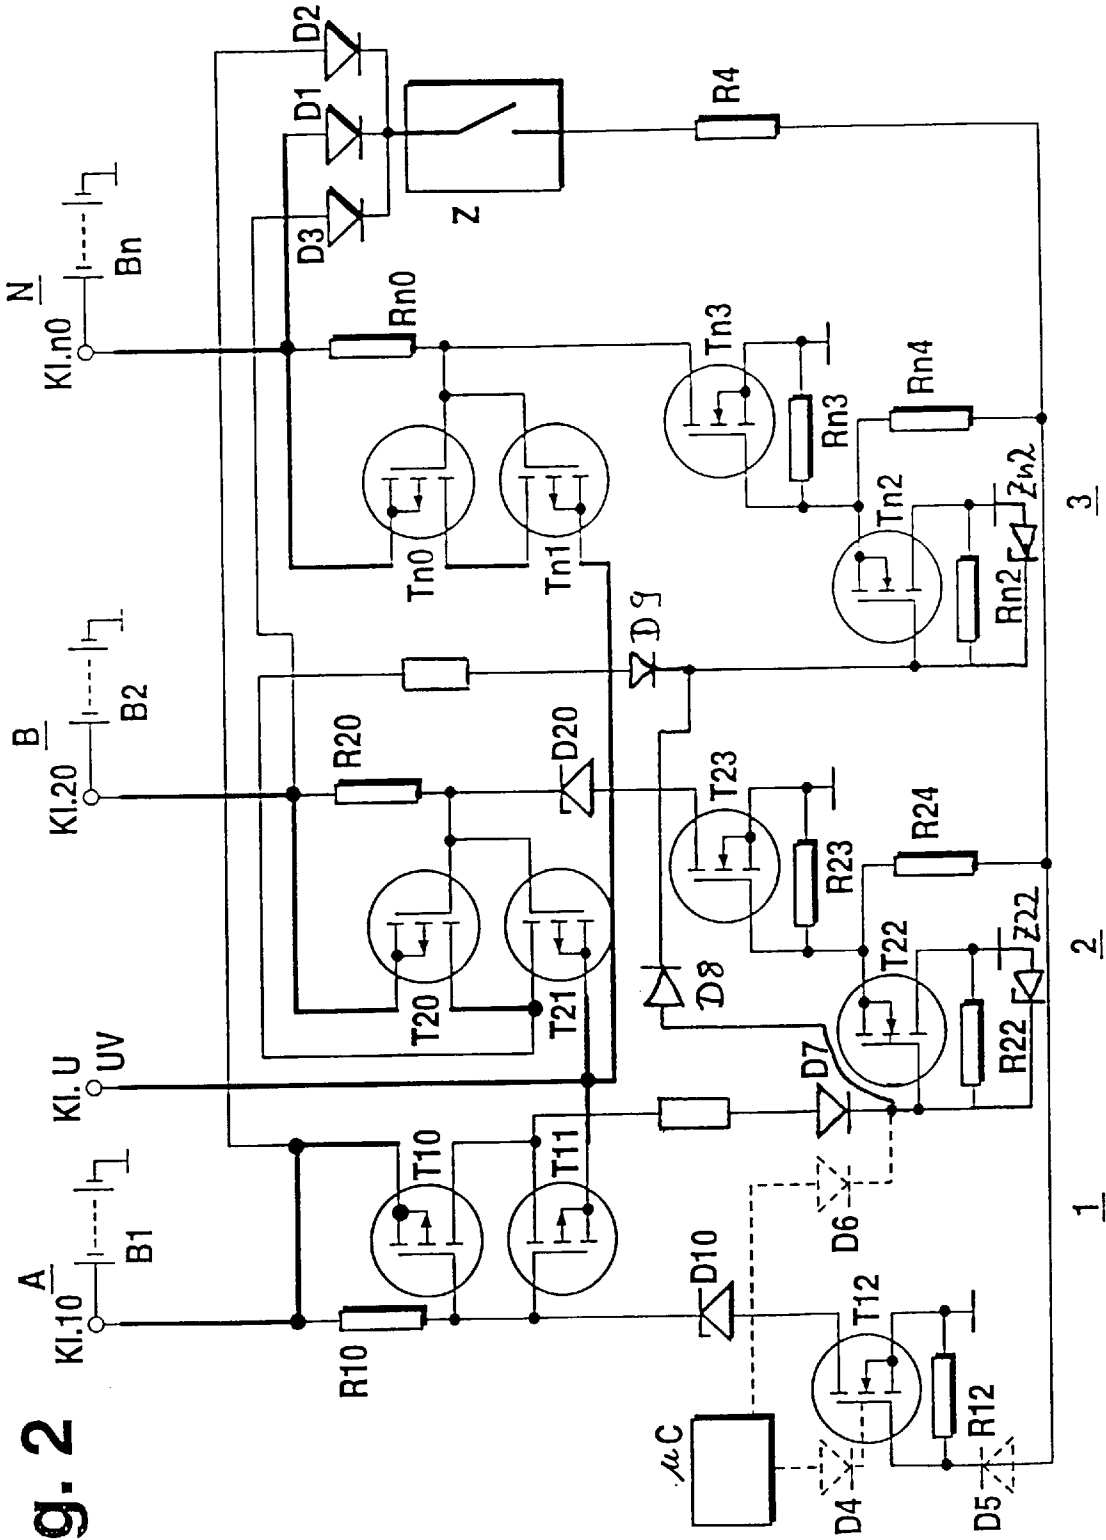 g. 2
A
Kl.10
B1
Kl. U
UV
B
Kl.20
B2
N
Kl.n0
Bn
D2
D1
D3
Z
R4
R10
T10
T11
T20
T21
R20
Tn0
Tn1
Rn0
D10
D20
D9
D8
D7
D6
µC
D4
D5
T12
R12
T22
R22
Z22
T23
R23
R24
Tn2
Rn2
Zn2
Tn3
Rn3
Rn4
1
2
3